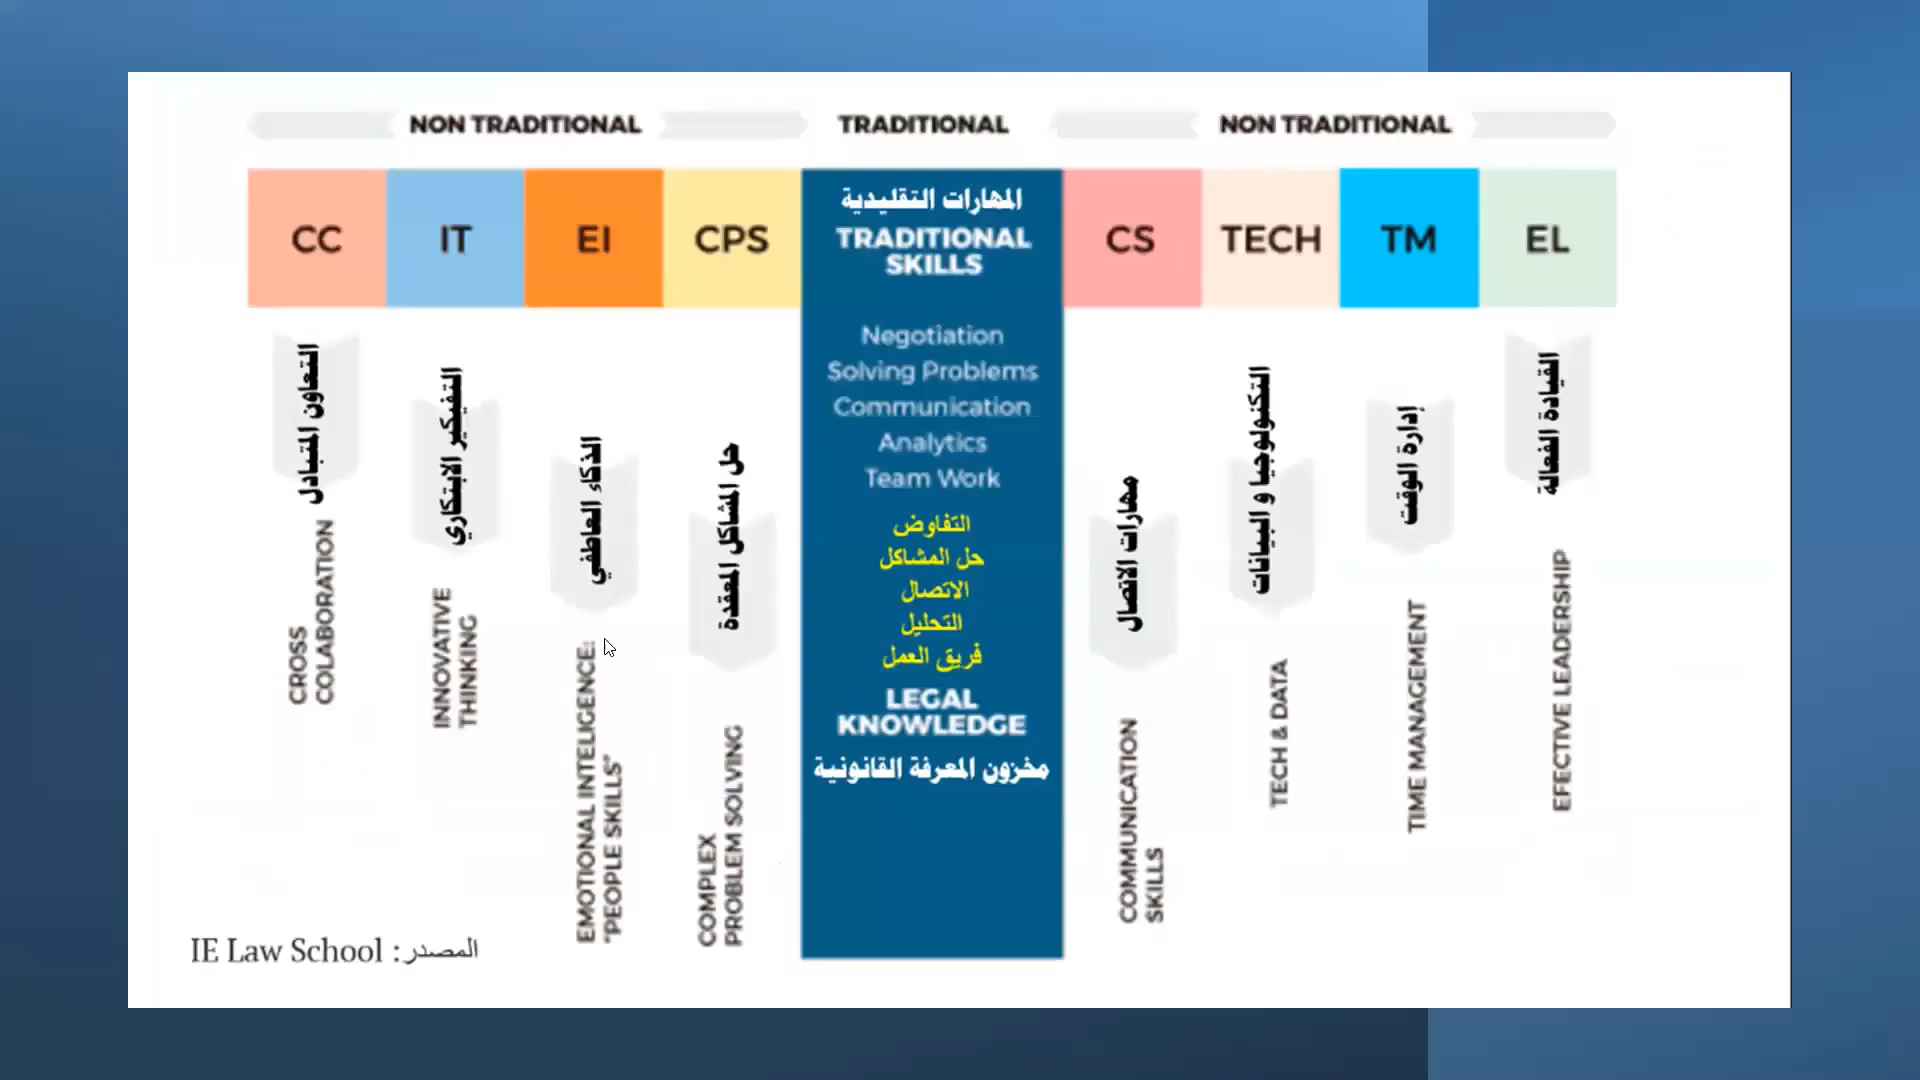 NON TRADITIONAL
TRADITIONAL
NON TRADITIONAL
CC
IT
EI
CPS
المهارات التقليدية
TRADITIONAL
SKILLS
CS
TECH
TM
EL
Negotiation
Solving Problems
Communication
Analytics
Team Work
التفاوض
حل المشاكل
الاتصال
التحليل
فريق العمل
LEGAL
KNOWLEDGE
مخزون المعرفة القانونية
التعاون المتبادل
CROSS
COLABORATION
التفيكير الابتكاري
INNOVATIVE
THINKING
الذكاء العاطفي
EMOTIONAL INTELIGENCE:
"PEOPLE SKILLS"
حل المشاكل المعقدة
COMPLEX
PROBLEM SOLVING
مهارات الاتصال
COMMUNICATION
SKILLS
التكنولوجيا و البيانات
TECH & DATA
إدارة الوقت
TIME MANAGEMENT
القيادة الفعالة
EFFECTIVE LEADERSHIP
المصدر: IE Law School